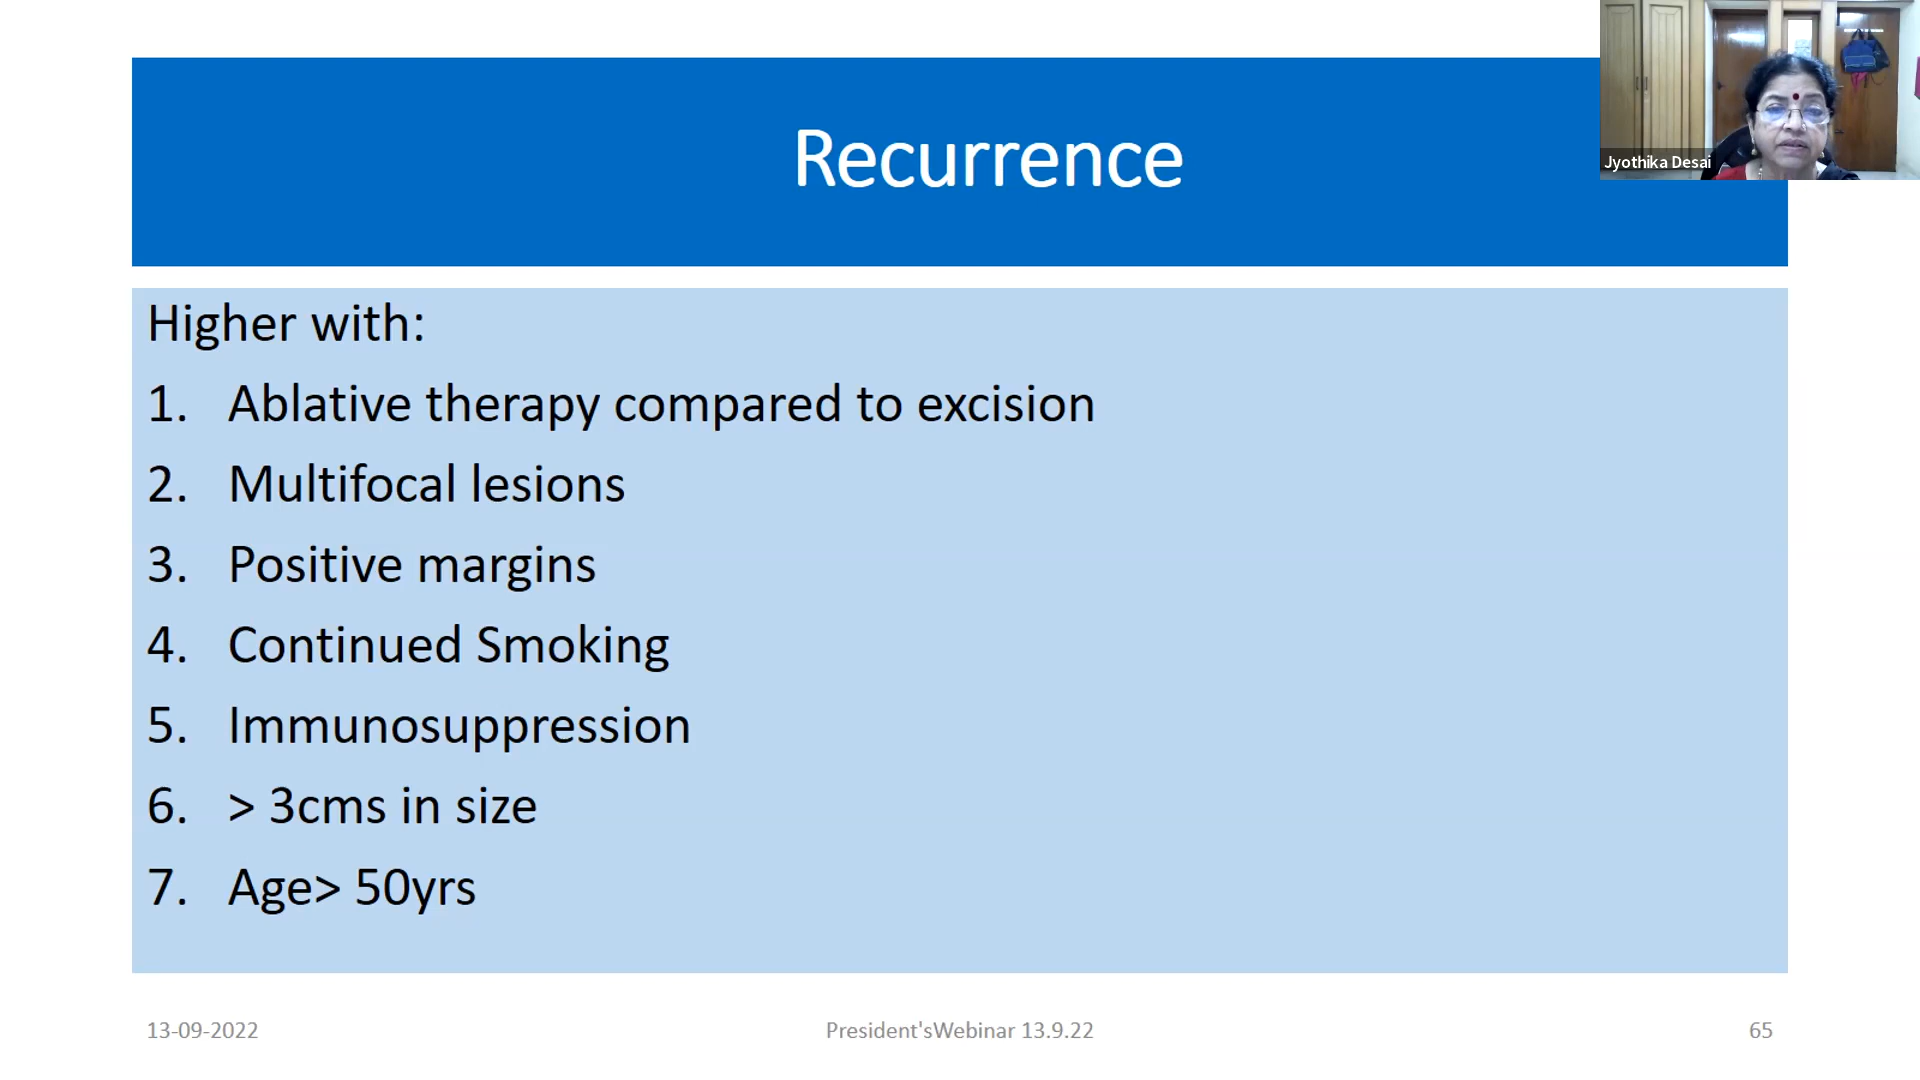 Recurrence
Jyothika Desai
Higher with:
1. Ablative therapy compared to excision
2. Multifocal lesions
3. Positive margins
4. Continued Smoking
5. Immunosuppression
6. > 3cms in size
7. Age> 50yrs
13-09-2022
President'sWebinar 13.9.22
65